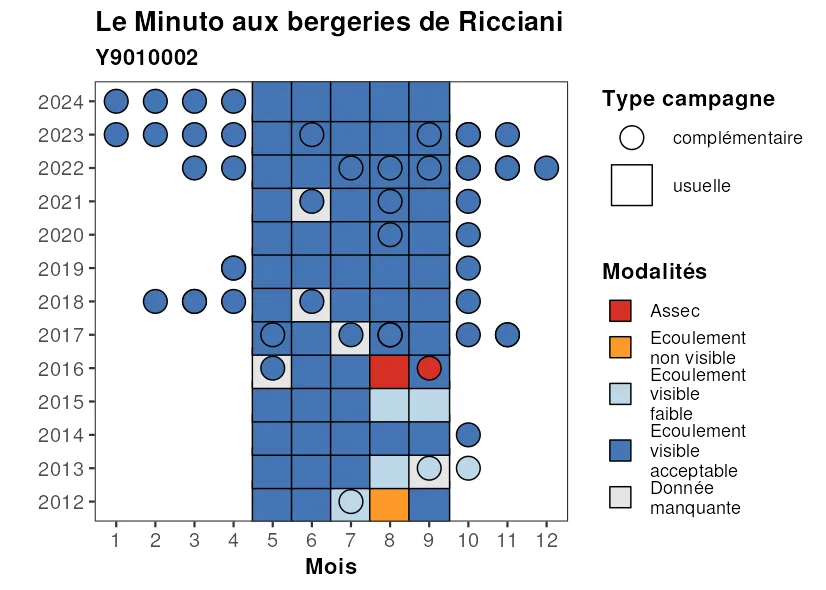 Le Minuto aux bergeries de Ricciani
Y9010002
2024
2023
2022
2021
2020
2019
2018
2017
2016
2015
2014
2013
2012
1 2 3 4 5 6 7 8 9 10 11 12
Mois
Type campagne
complémentaire
usuelle
Modalités
Assec
Ecoulement
non visible
Ecoulement
visible
faible
Ecoulement
visible
acceptable
Donnée
manquante